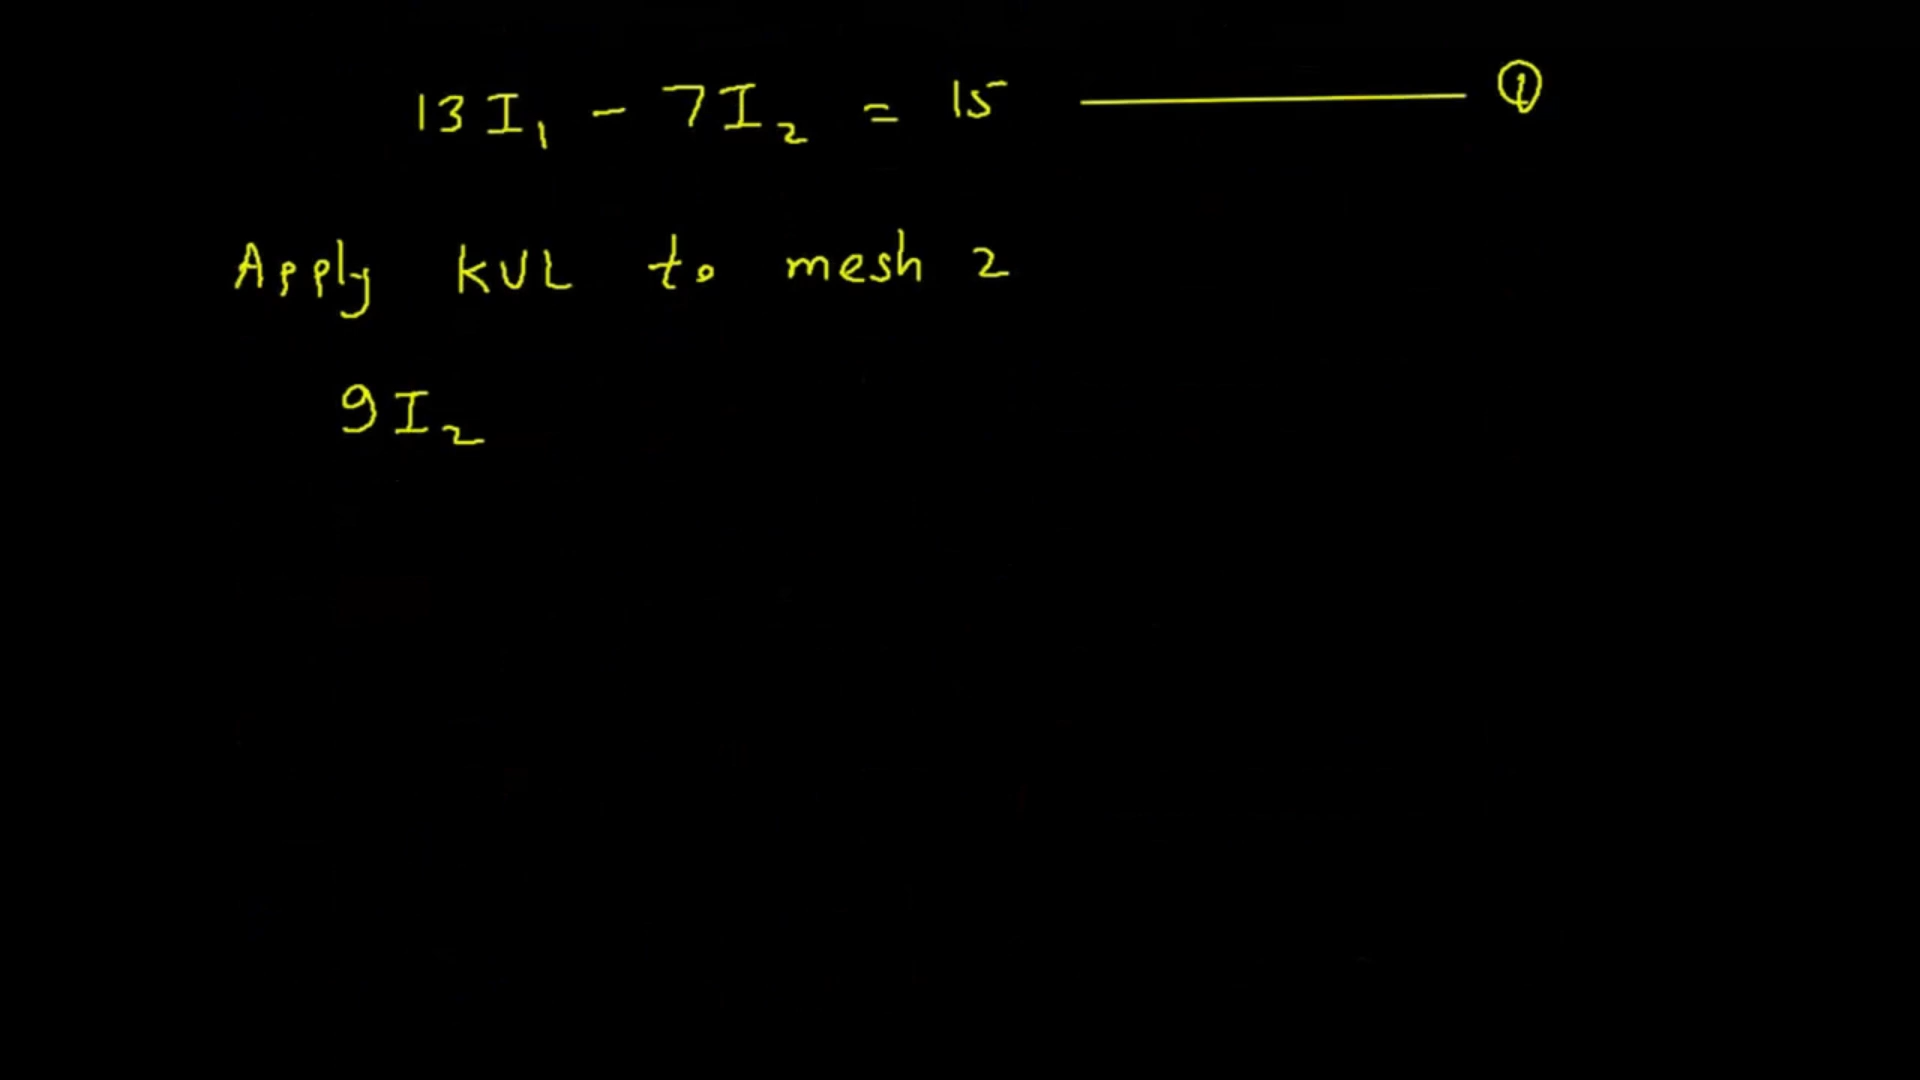 13I₁ - 7I₂ = 15 ——— ①
Apply KVL to mesh 2
9I₂